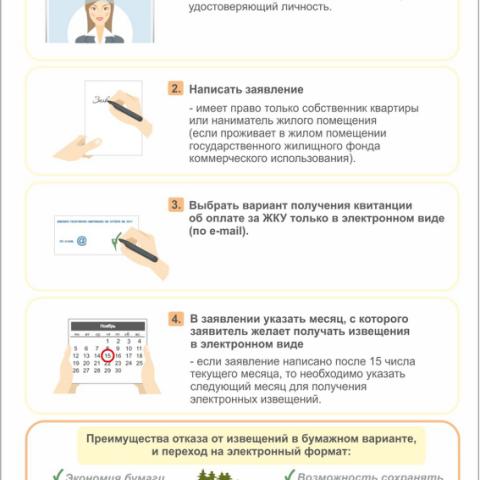 удостоверяющий личность.
2. Написать заявление
- имеет право только собственник квартиры
или наниматель жилого помещения
(если проживает в жилом помещении
государственного жилищного фонда
коммерческого использования).
3. Выбрать вариант получения квитанции
об оплате за ЖКУ только в электронном виде
(по e-mail).
@
4. В заявлении указать месяц, с которого
заявитель желает получать извещения
в электронном виде
- если заявление написано после 15 числа
текущего месяца, то необходимо указать
следующий месяц для получения
электронных извещений.
Ноябрь
1 2 3 4
5 6 7 8 9 10 11
12 13 14 15 16 17 18
19 20 21 22 23 24 25
26 27 28 29 30
Преимущества отказа от извещений в бумажном варианте,
и переход на электронный формат:
Экономия бумаги
Возможность сохранять